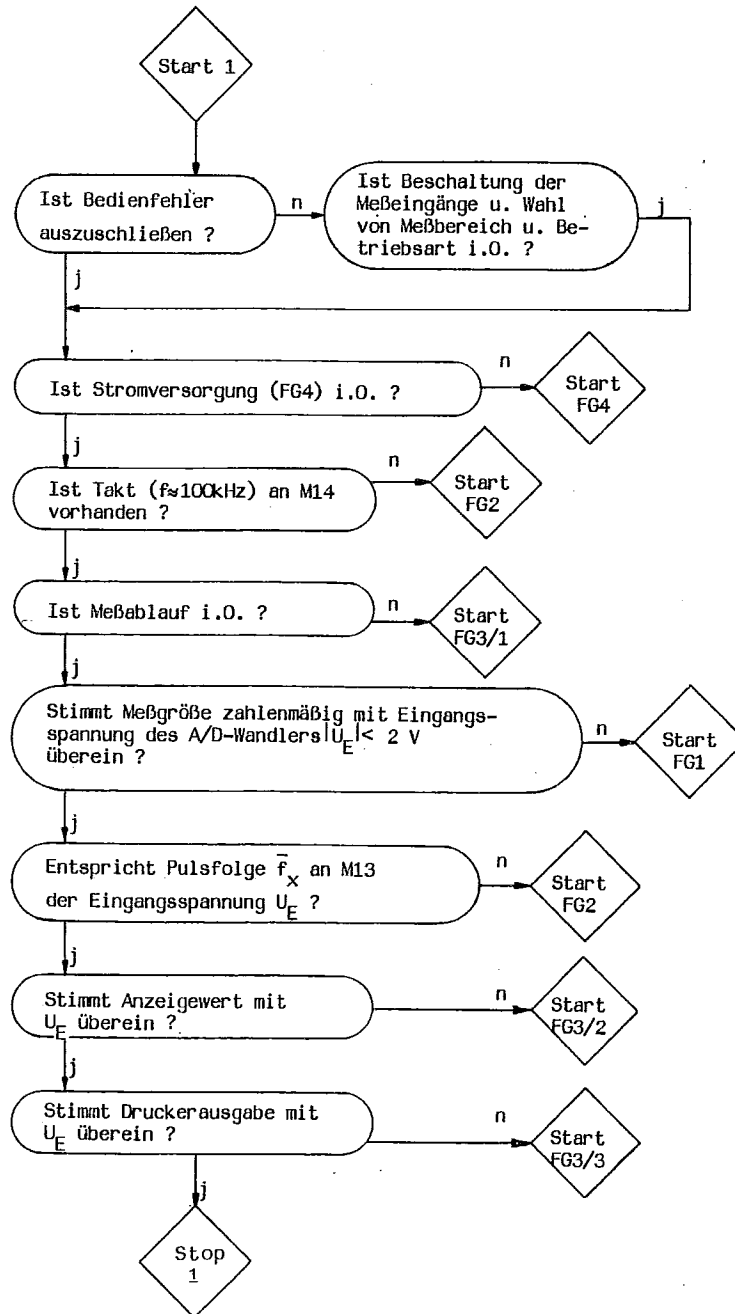 Start 1
Ist Bedienfehler
auszuschließen ?
n
Ist Beschaltung der
Meßeingänge u. Wahl
von Meßbereich u. Be-
triebsart i.O. ?
j
j
Ist Stromversorgung (FG4) i.O. ?
n
Start
FG4
j
Ist Takt (f≈100kHz) an M14
vorhanden ?
n
Start
FG2
j
Ist Meßablauf i.O. ?
n
Start
FG3/1
j
Stimmt Meßgröße zahlenmäßig mit Eingangs-
spannung des A/D-Wandlers |U_E| < 2 V
überein ?
n
Start
FG1
j
Entspricht Pulsfolge f̅_x an M13
der Eingangsspannung U_E ?
n
Start
FG2
j
Stimmt Anzeigewert mit
U_E überein ?
n
Start
FG3/2
j
Stimmt Druckerausgabe mit
U_E überein ?
n
Start
FG3/3
j
Stop
1